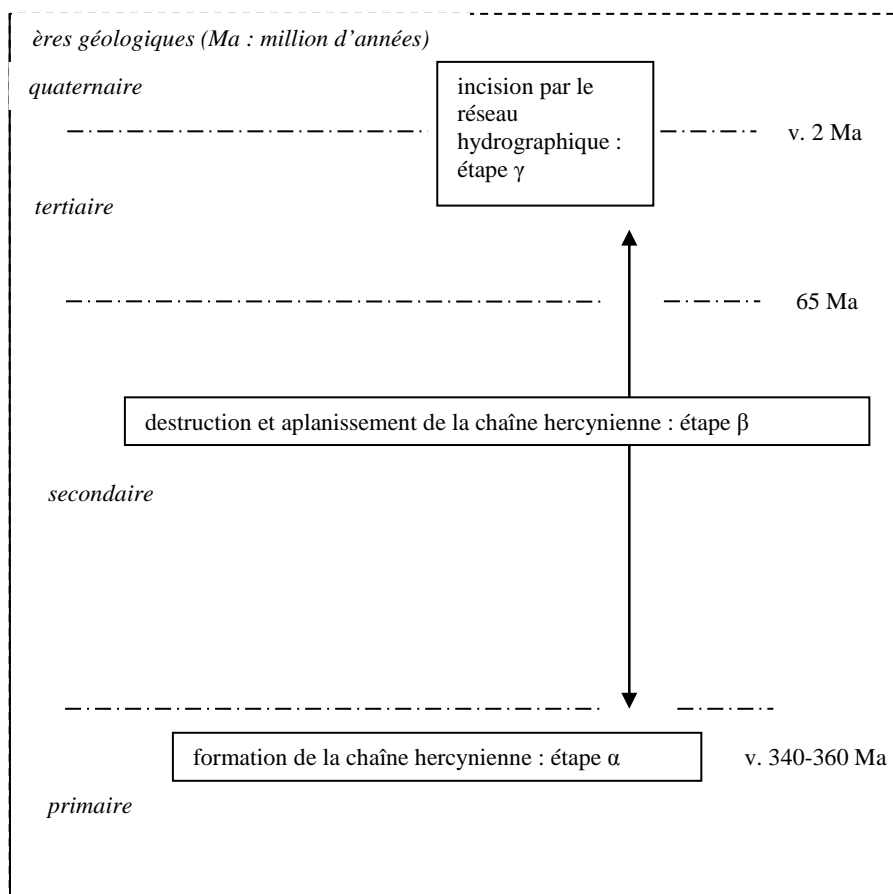 ères géologiques (Ma : million d’années)
quaternaire
incision par le
réseau
hydrographique :
étape γ
v. 2 Ma
tertiaire
65 Ma
destruction et aplanissement de la chaîne hercynienne : étape β
secondaire
formation de la chaîne hercynienne : étape α
v. 340-360 Ma
primaire